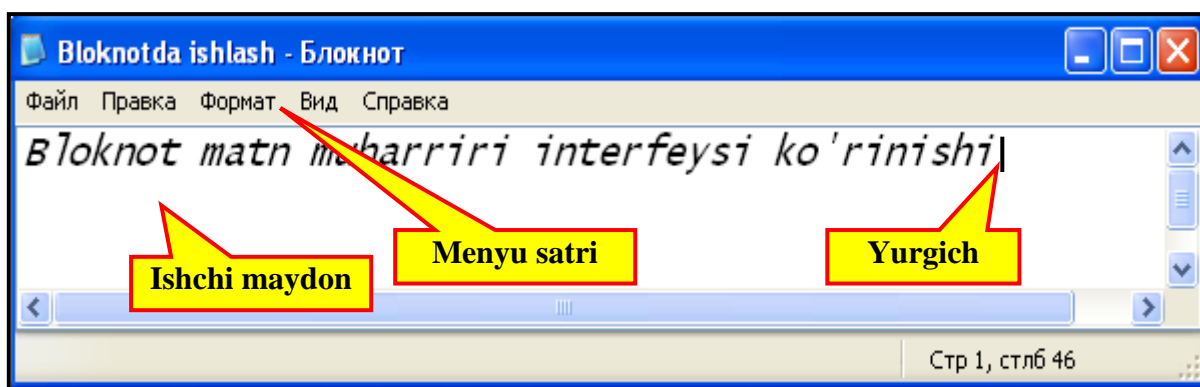 Bloknotda ishlash - Блокнот
Файл Правка Формат Вид Справка
Bloknot matn muharriri interfeysi ko'rinishi
Menyu satri
Yurgich
Ishchi maydon
Стр 1, стлб 46